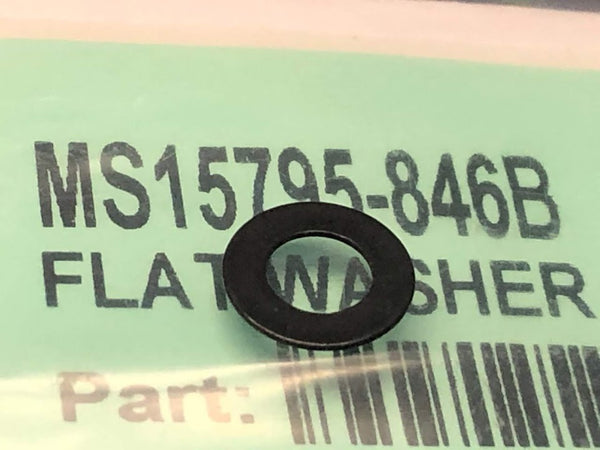 MS15795-846B
FLAT WASHER
Part: